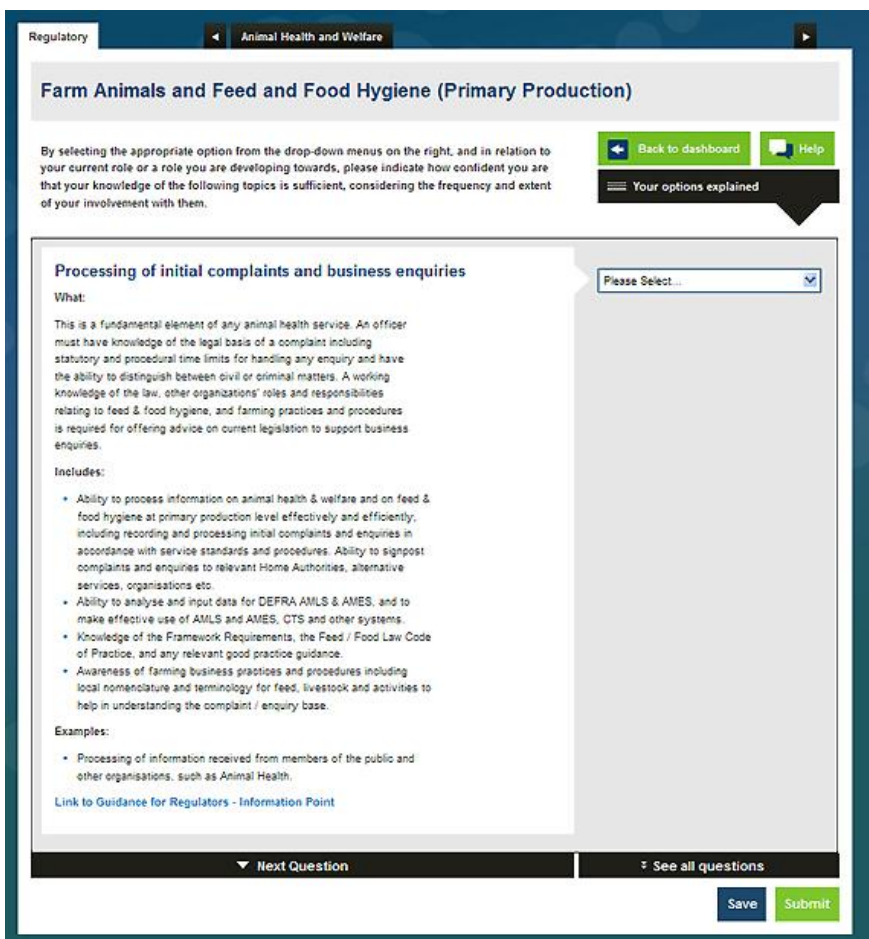 Regulatory
Animal Health and Welfare
Farm Animals and Feed and Food Hygiene (Primary Production)
By selecting the appropriate option from the drop-down menus on the right, and in relation to
your current role or a role you are developing towards, please indicate how confident you are
that your knowledge of the following topics is sufficient, considering the frequency and extent
of your involvement with them.
Back to dashboard
Help
Your options explained
Processing of initial complaints and business enquiries
Please Select...
What:
This is a fundamental element of any animal health service. An officer
must have knowledge of the legal basis of a complaint including
statutory and procedural time limits for handling any enquiry and have
the ability to distinguish between civil or criminal matters. A working
knowledge of the law, other organizations' roles and responsibilities
relating to feed & food hygiene, and farming practices and procedures
is required for offering advice on current legislation to support business
enquiries.
Includes:
• Ability to process information on animal health & welfare and on feed &
food hygiene at primary production level effectively and efficiently,
including recording and processing initial complaints and enquiries in
accordance with service standards and procedures. Ability to signpost
complaints and enquiries to relevant Home Authorities, alternative
services, organisations etc.
• Ability to analyse and input data for DEFRA AMLS & AMES, and to
make effective use of AMLS and AMES, CTS and other systems.
• Knowledge of the Framework Requirements, the Feed / Food Law Code
of Practice, and any relevant good practice guidance.
• Awareness of farming business practices and procedures including
local nomenclature and terminology for feed, livestock and activities to
help in understanding the complaint / enquiry base.
Examples:
• Processing of information received from members of the public and
other organisations, such as Animal Health.
Link to Guidance for Regulators - Information Point
Next Question
See all questions
Save
Submit